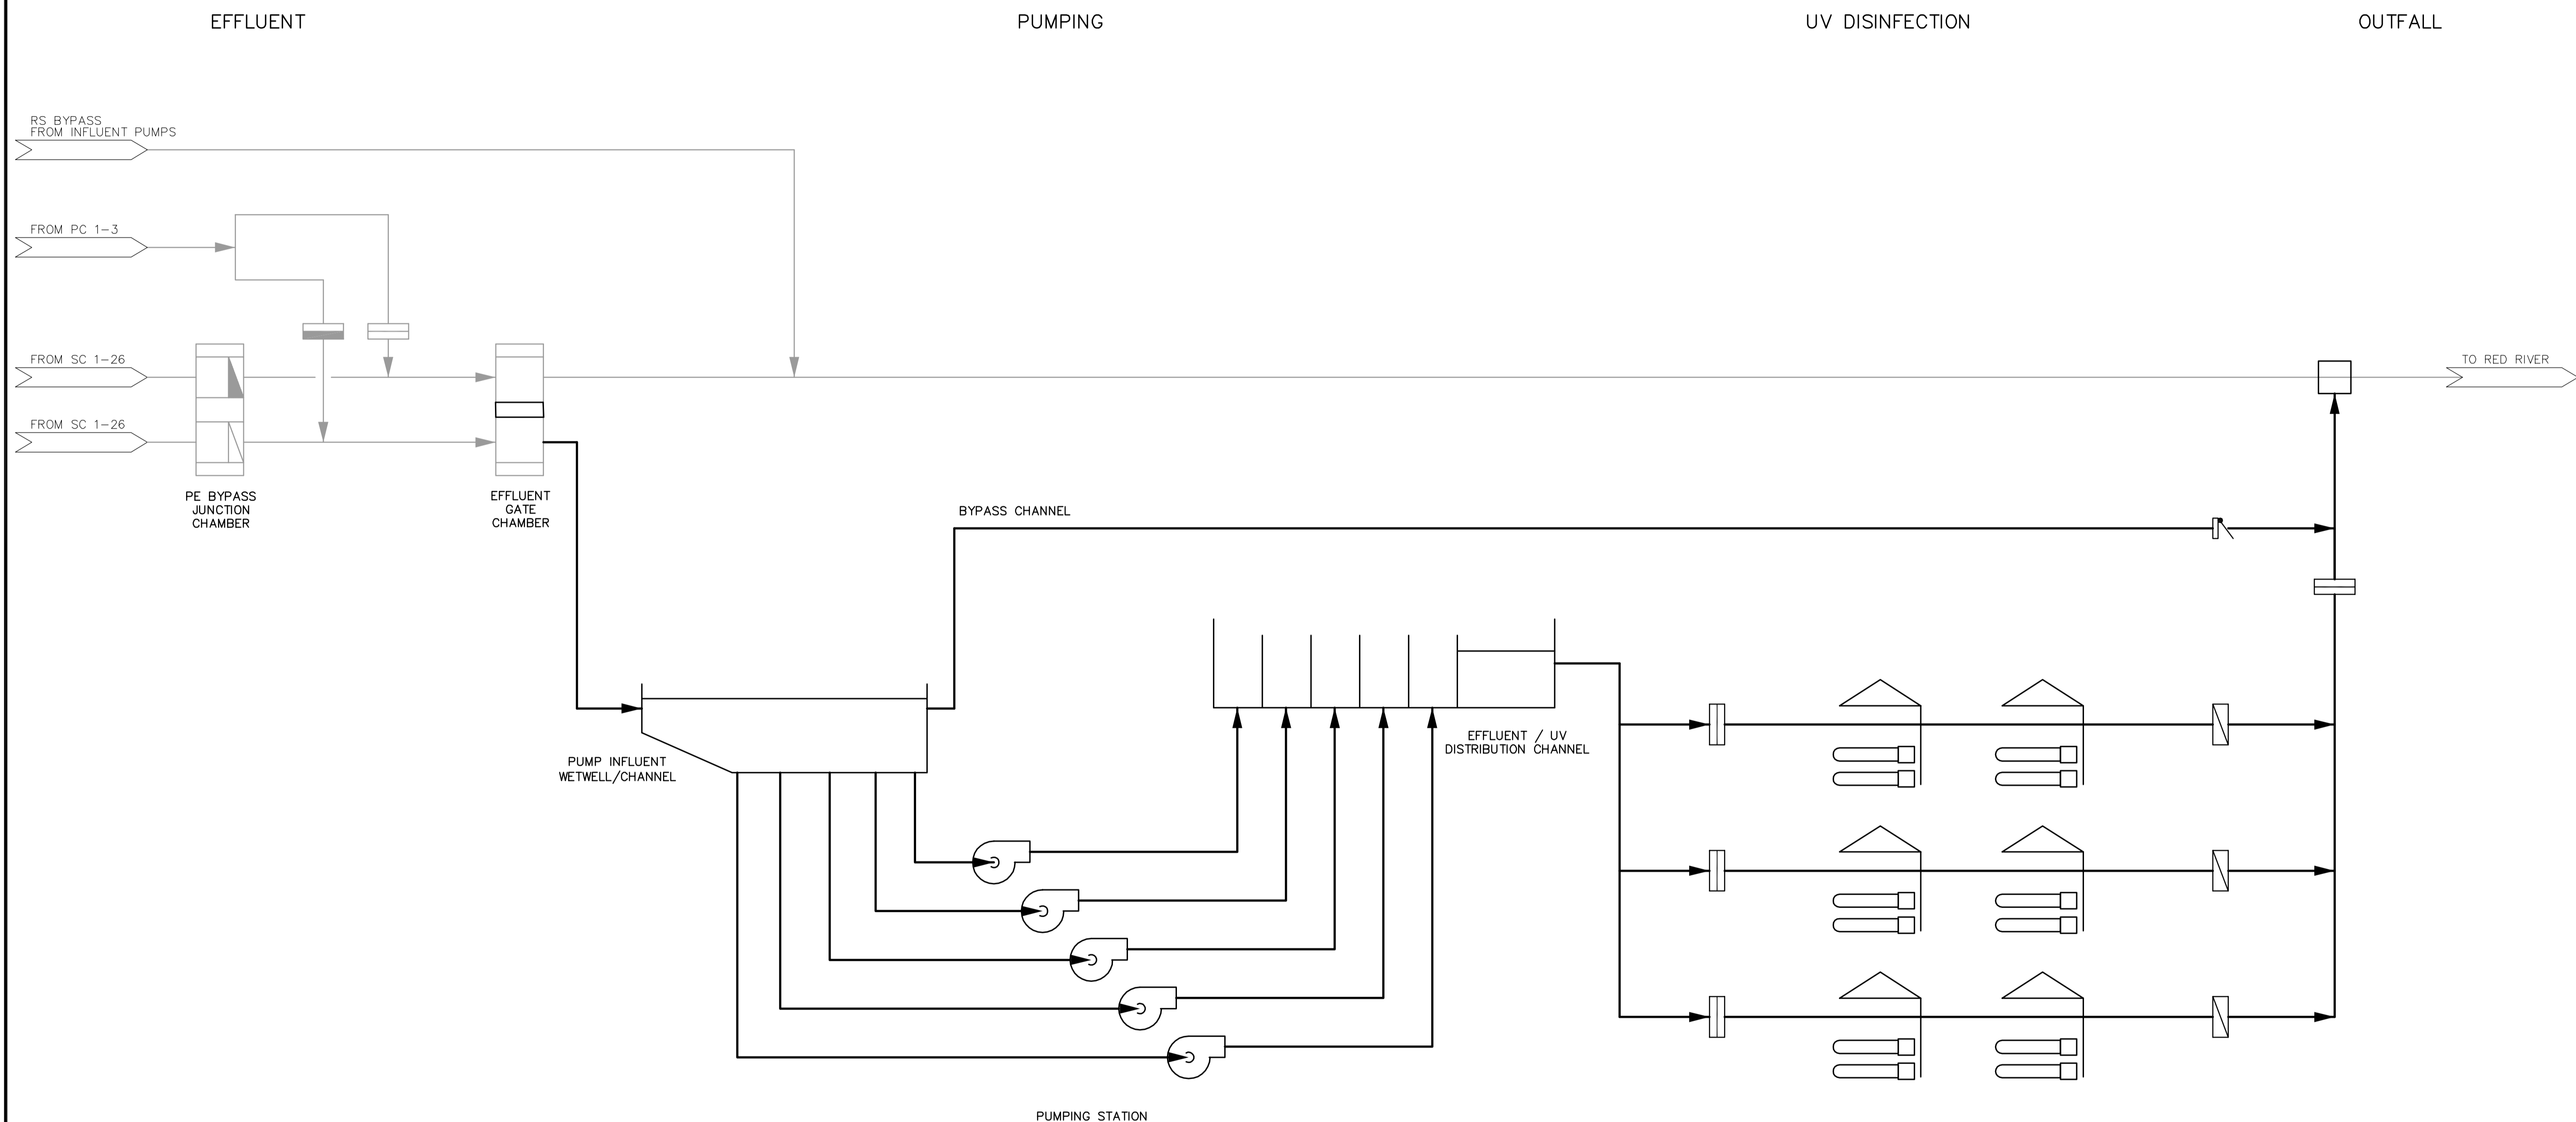 EFFLUENT
PUMPING
UV DISINFECTION
OUTFALL
RS BYPASS
FROM INFLUENT PUMPS
FROM PC 1-3
FROM SC 1-26
TO RED RIVER
FROM SC 1-26
PE BYPASS
JUNCTION
CHAMBER
EFFLUENT
GATE
CHAMBER
BYPASS CHANNEL
PUMP INFLUENT
WETWELL/CHANNEL
EFFLUENT / UV
DISTRIBUTION CHANNEL
PUMPING STATION